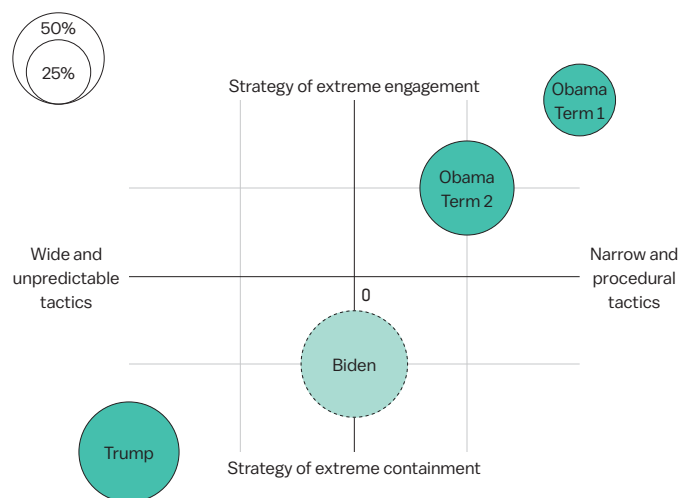 50%
25%
Strategy of extreme engagement
Obama
Term 1
Obama
Term 2
Wide and
unpredictable
tactics
Narrow and
procedural
tactics
0
Biden
Trump
Strategy of extreme containment